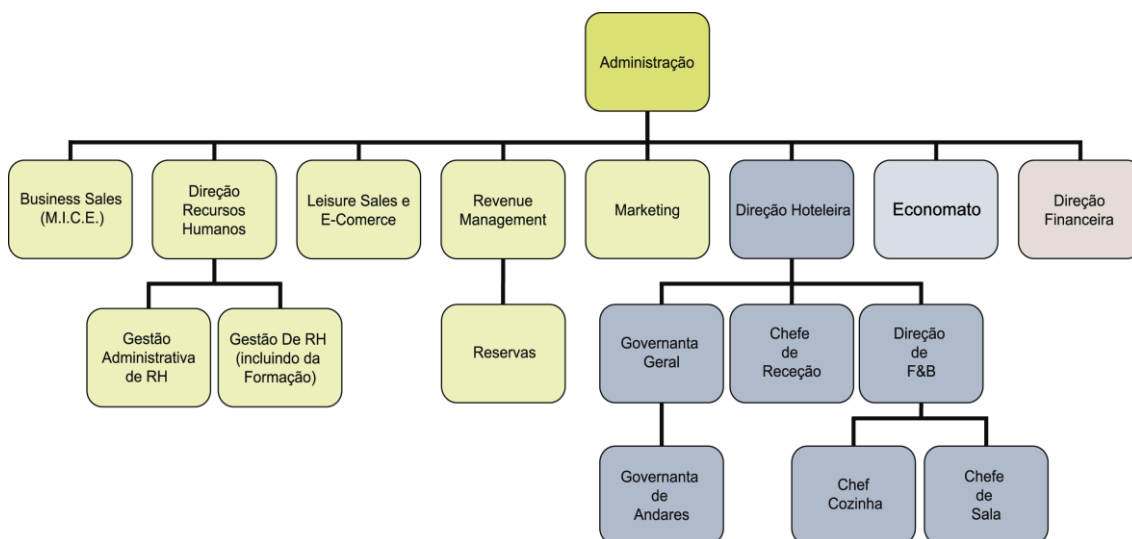 Administração
Business Sales
(M.I.C.E.)
Direção
Recursos
Humanos
Leisure Sales e
E-Comerce
Revenue
Management
Marketing
Direção Hoteleira
Economato
Direção
Financeira
Gestão
Administrativa
de RH
Gestão De RH
(incluindo da
Formação)
Reservas
Governanta
Geral
Chefe
de
Receção
Direção
de
F&B
Governanta
de
Andares
Chef
Cozinha
Chefe
de
Sala